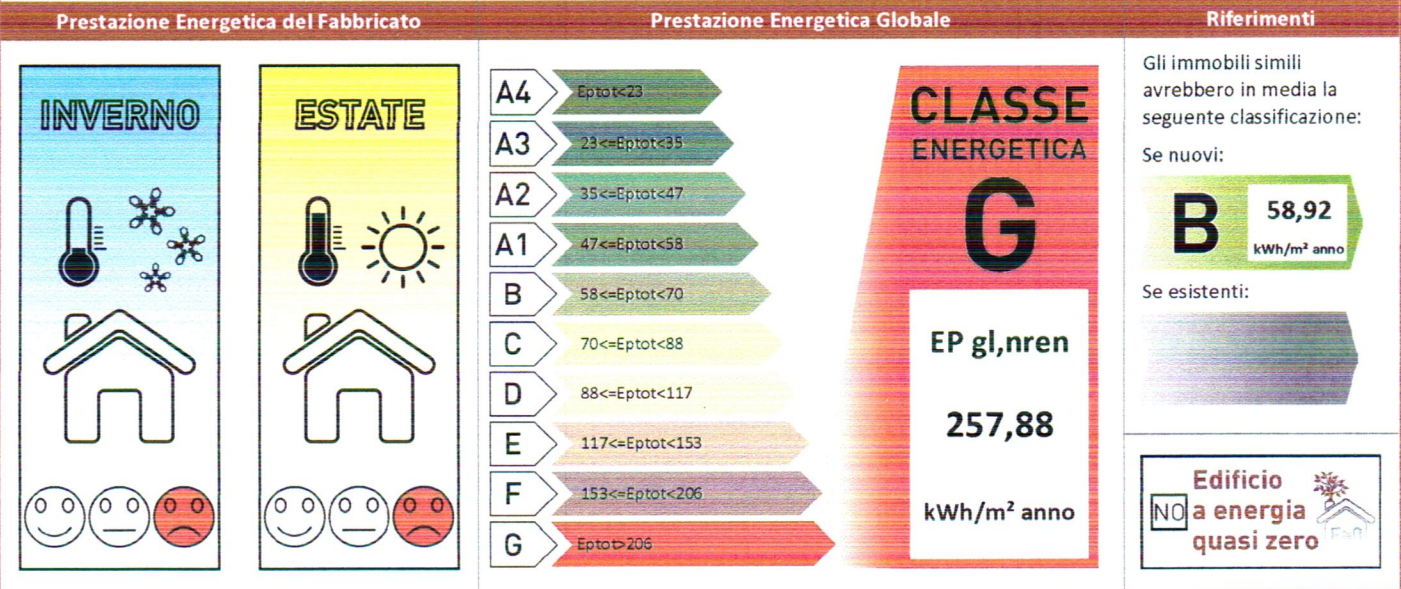 Prestazione Energetica del Fabbricato
INVERNO
ESTATE
Prestazione Energetica Globale
A4 Eptot<23
A3 23<=Eptot<35
A2 35<=Eptot<47
A1 47<=Eptot<58
B 58<=Eptot<70
C 70<=Eptot<88
D 88<=Eptot<117
E 117<=Eptot<153
F 153<=Eptot<206
G Eptot>206
CLASSE
ENERGETICA
G
EP gl,nren
257,88
kWh/m² anno
Riferimenti
Gli immobili simili
avrebbero in media la
seguente classificazione:
Se nuovi:
B 58,92
kWh/m² anno
Se esistenti:
Edificio
NO a energia
quasi zero